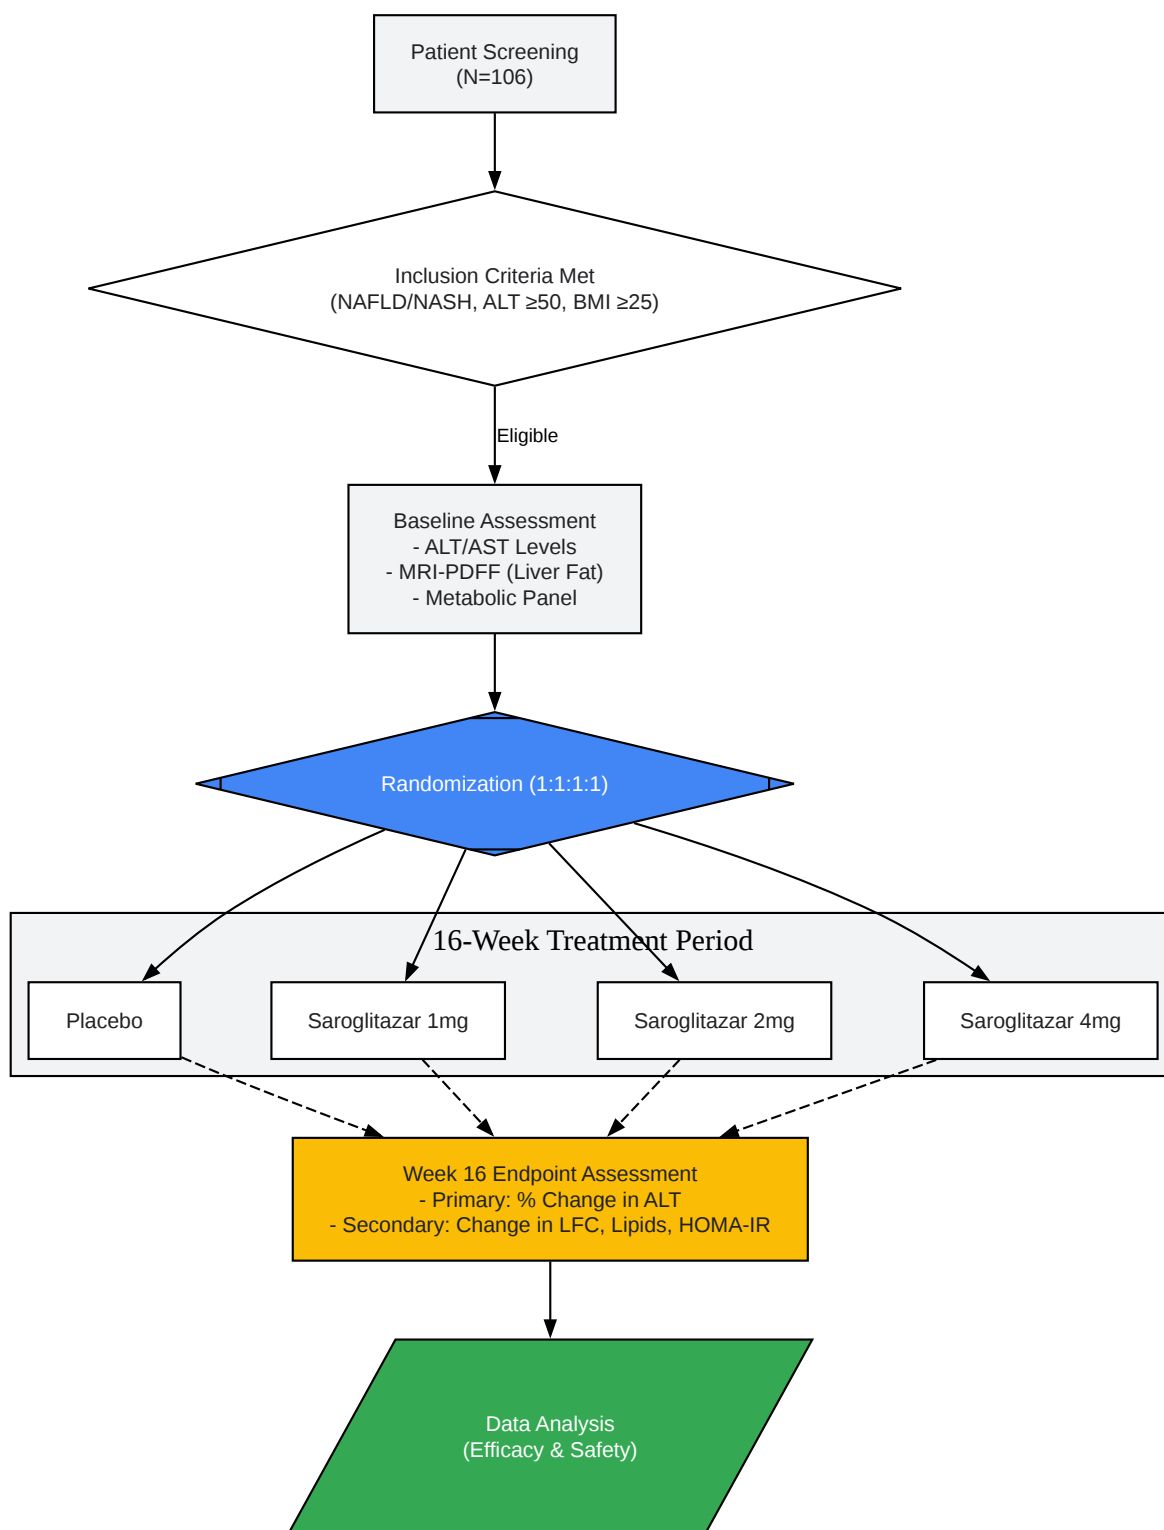 Patient Screening
(N=106)
Inclusion Criteria Met
(NAFLD/NASH, ALT ≥50, BMI ≥25)
Eligible
Baseline Assessment
- ALT/AST Levels
- MRI-PDFF (Liver Fat)
- Metabolic Panel
Randomization (1:1:1:1)
16-Week Treatment Period
Placebo
Saroglitazar 1mg
Saroglitazar 2mg
Saroglitazar 4mg
Week 16 Endpoint Assessment
- Primary: % Change in ALT
- Secondary: Change in LFC, Lipids, HOMA-IR
Data Analysis
(Efficacy & Safety)